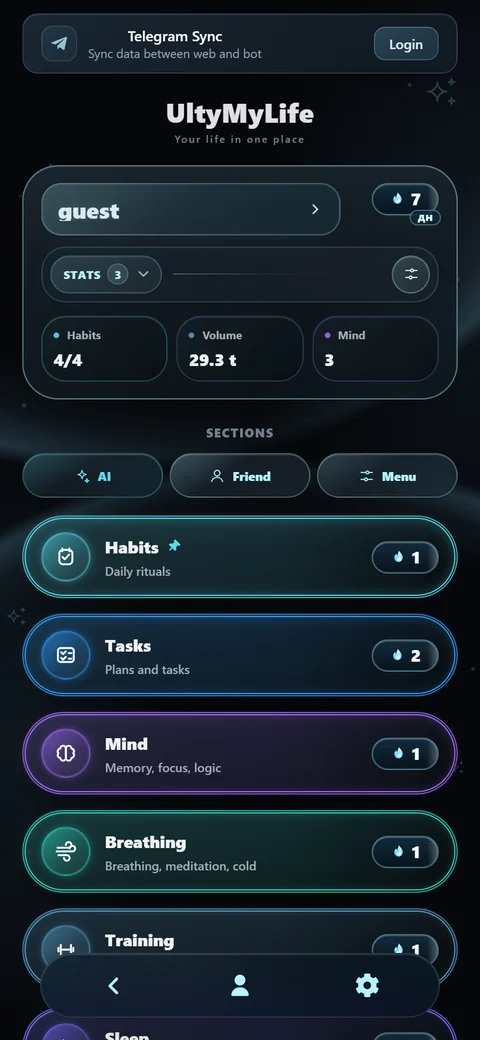 Telegram Sync
Sync data between web and bot
Login
UltyMyLife
Your life in one place
guest
7
дн
STATS 3
Habits
4/4
Volume
29.3 t
Mind
3
SECTIONS
AI
Friend
Menu
Habits
Daily rituals
1
Tasks
Plans and tasks
2
Mind
Memory, focus, logic
1
Breathing
Breathing, meditation, cold
1
Training
1
Sleep